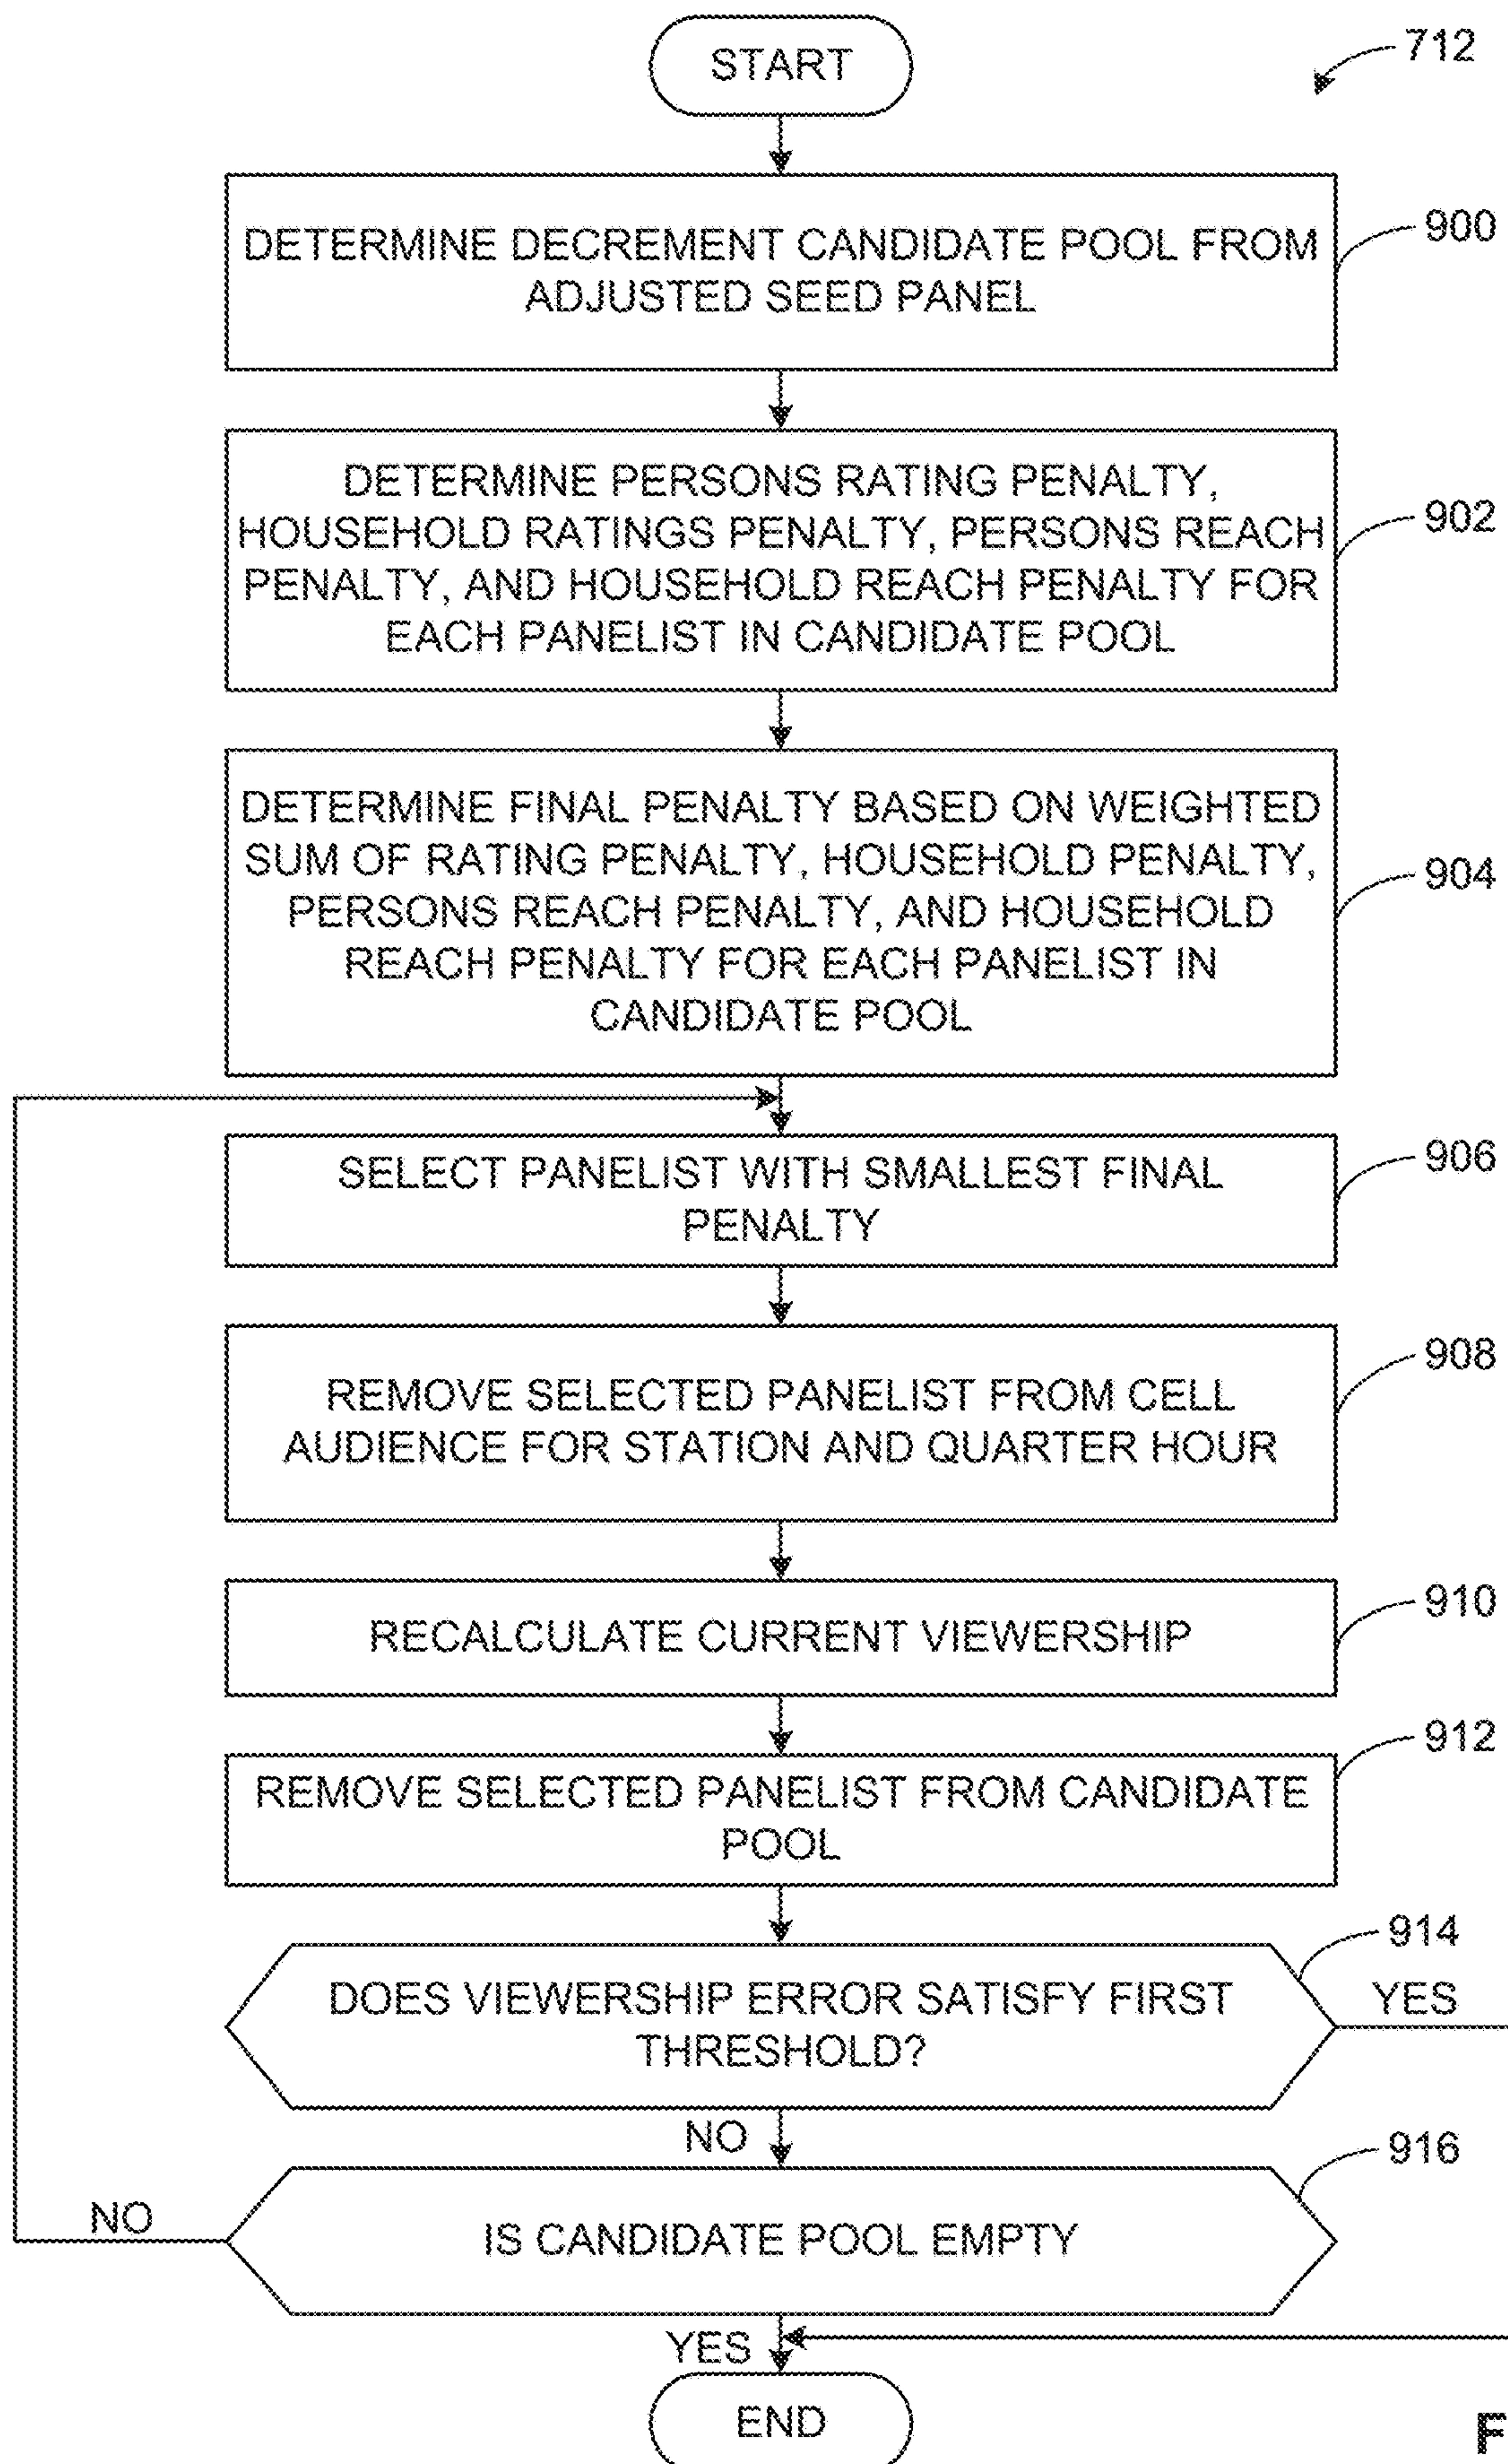 START
712
DETERMINE DECREMENT CANDIDATE POOL FROM
ADJUSTED SEED PANEL
900
DETERMINE PERSONS RATING PENALTY,
HOUSEHOLD RATINGS PENALTY, PERSONS REACH
PENALTY, AND HOUSEHOLD REACH PENALTY FOR
EACH PANELIST IN CANDIDATE POOL
902
DETERMINE FINAL PENALTY BASED ON WEIGHTED
SUM OF RATING PENALTY, HOUSEHOLD PENALTY,
PERSONS REACH PENALTY, AND HOUSEHOLD
REACH PENALTY FOR EACH PANELIST IN
CANDIDATE POOL
904
SELECT PANELIST WITH SMALLEST FINAL
PENALTY
906
REMOVE SELECTED PANELIST FROM CELL
AUDIENCE FOR STATION AND QUARTER HOUR
908
RECALCULATE CURRENT VIEWERSHIP
910
REMOVE SELECTED PANELIST FROM CANDIDATE
POOL
912
DOES VIEWERSHIP ERROR SATISFY FIRST
THRESHOLD?
914
YES
NO
IS CANDIDATE POOL EMPTY
916
NO
YES
END
F